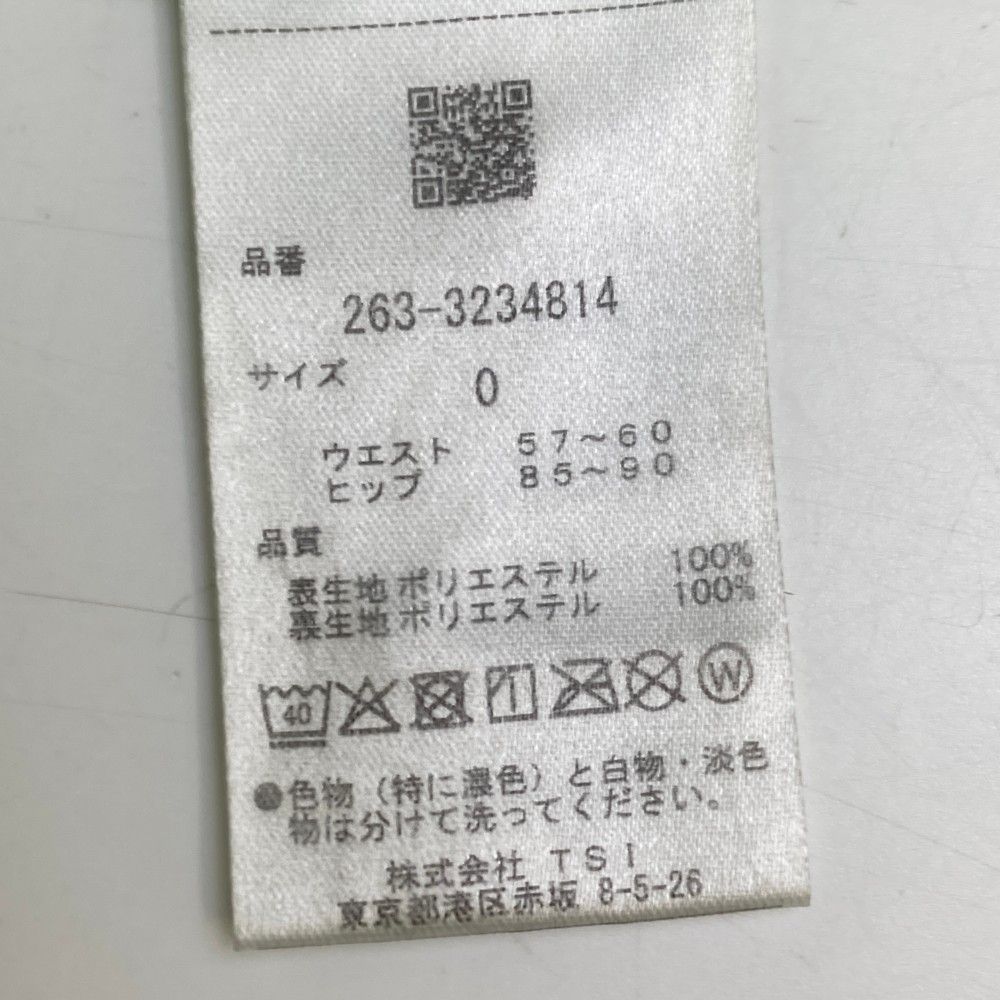 品番
263-3234814
サイズ 0
ウエスト 57~60
ヒップ 85~90
品質
表生地 ポリエステル 100%
裏生地 ポリエステル 100%
40
W
●色物(特に濃色)と白物・淡色
物は分けて洗ってください。
株式会社 TSI
東京都港区赤坂 8-5-26